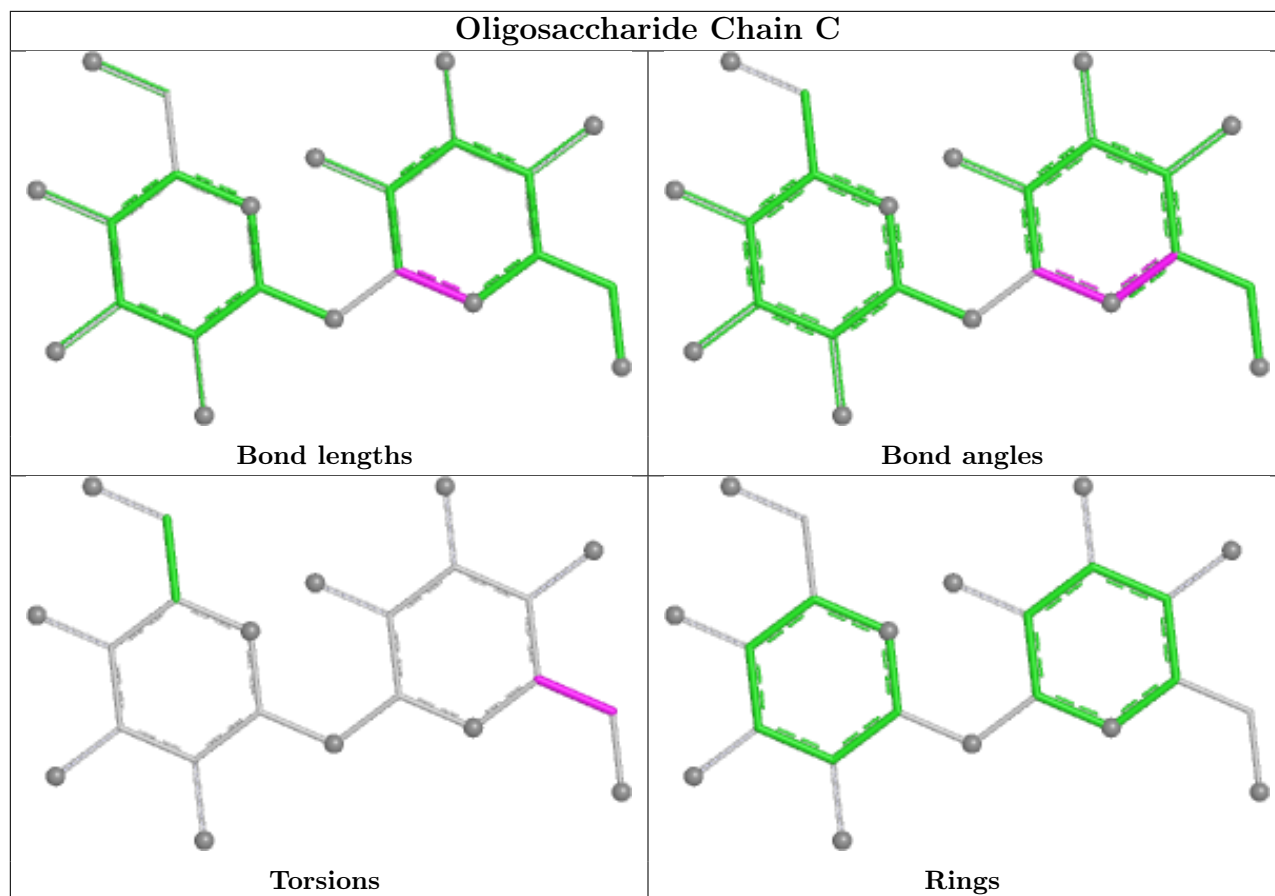 Oligosaccharide Chain C
Bond lengths
Bond angles
Torsions
Rings